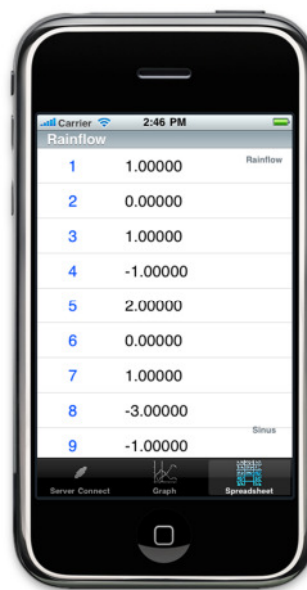 Carrier 2:46 PM
Rainflow
1 1.00000 Rainflow
2 0.00000
3 1.00000
4 -1.00000
5 2.00000
6 0.00000
7 1.00000
8 -3.00000
Sinus
9 -1.00000
Server Connect Graph Spreadsheet